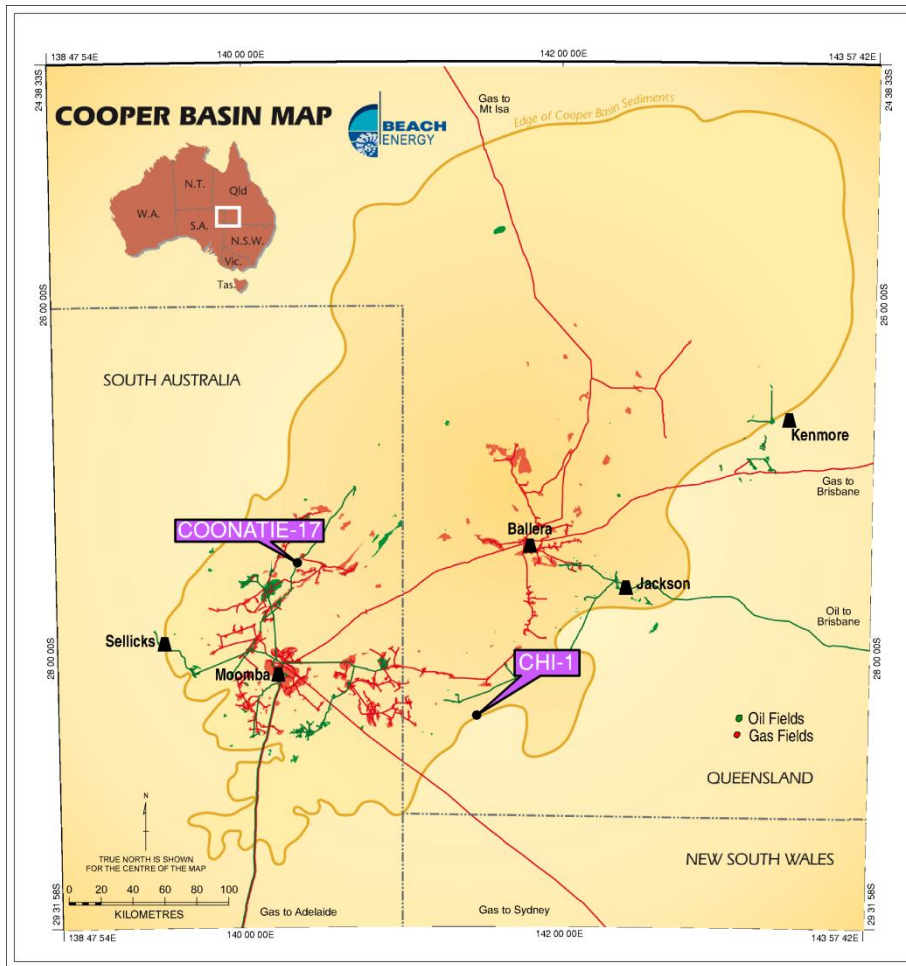 138 47 54E
140 00 00E
142 00 00E
143 57 42E
24 38 33S
24 38 33S
COOPER BASIN MAP
BEACH
ENERGY
Gas to
Mt Isa
Edge of Cooper Basin Sediments
N.T.
Qld
W.A.
S.A.
N.S.W.
Vic.
Tas.
26 00 00S
26 00 00S
SOUTH AUSTRALIA
Kenmore
Gas to
Brisbane
COONATIE-17
Ballera
Jackson
Oil to
Brisbane
Sellicks
Moomba
CHI-1
28 00 00S
28 00 00S
Oil Fields
Gas Fields
QUEENSLAND
N
TRUE NORTH IS SHOWN
FOR THE CENTRE OF THE MAP
0 20 40 60 80 100
KILOMETRES
NEW SOUTH WALES
Gas to Adelaide
Gas to Sydney
29 31 58S
29 31 58S
138 47 54E
140 00 00E
142 00 00E
143 57 42E